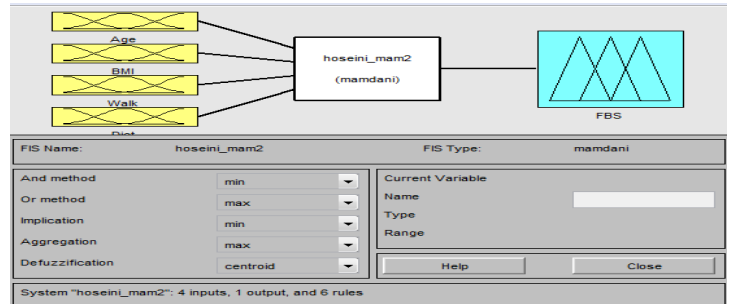 Age
BMI
Walk
hoseini_mam2
(mamdani)
FBS
FIS Name: hoseini_mam2 FIS Type: mamdani
And method min
Or method max
Implication min
Aggregation max
Defuzzification centroid
Current Variable
Name
Type
Range
Help Close
System "hoseini_mam2": 4 inputs, 1 output, and 6 rules